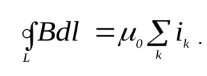 ∮_L Bdl = μ₀ ∑_k i_k .